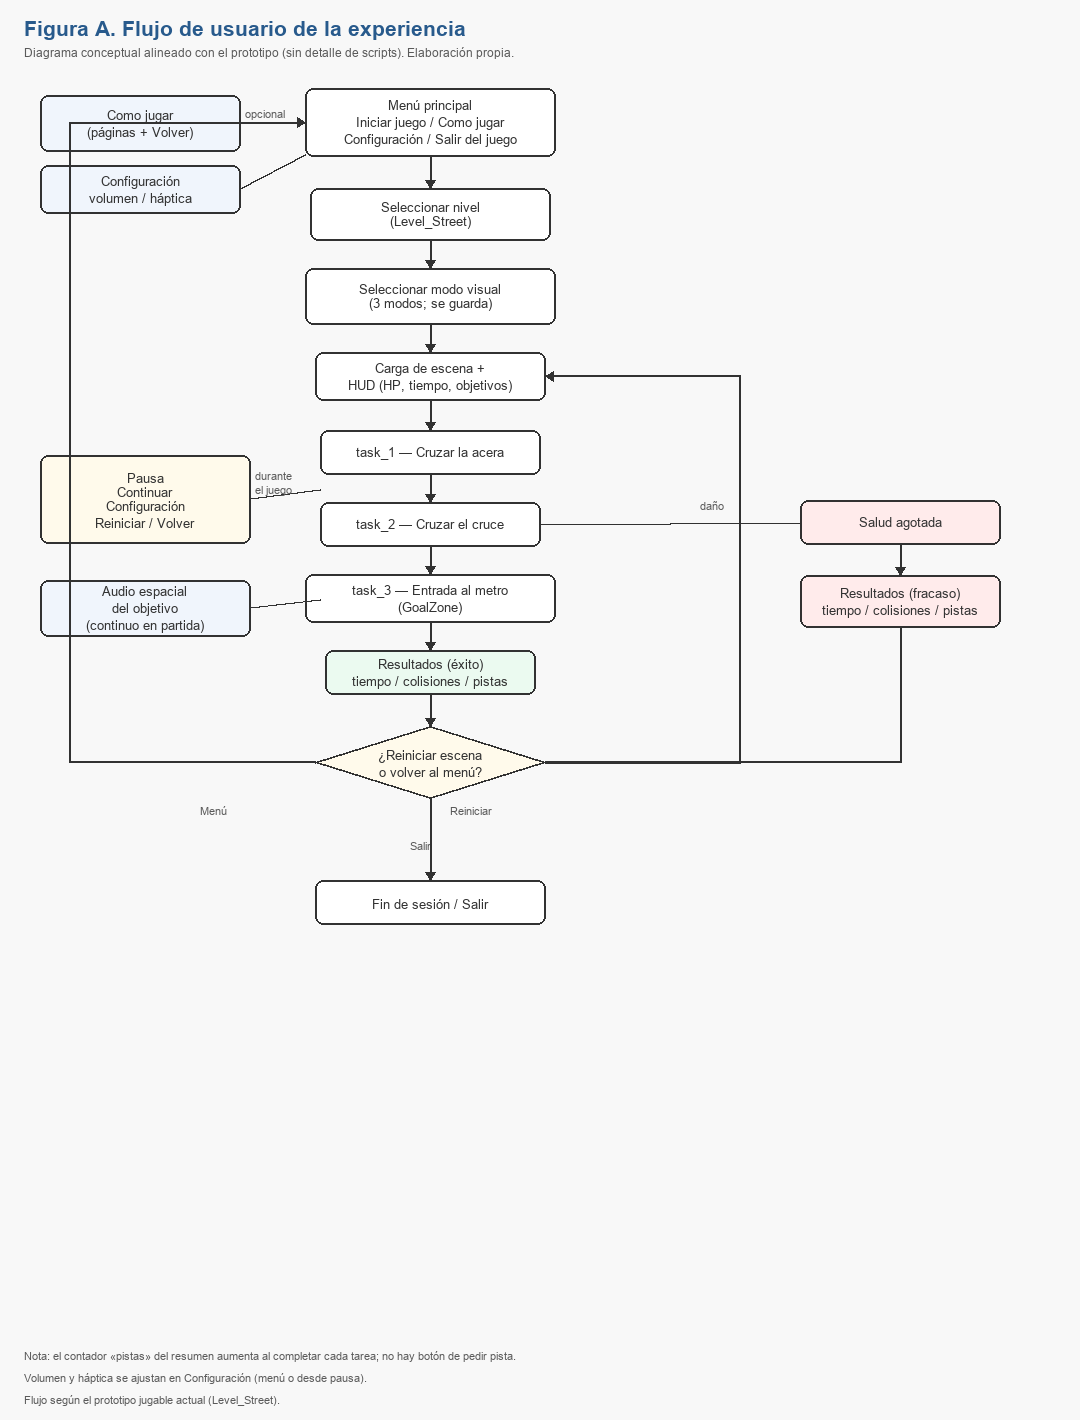 Figura A. Flujo de usuario de la experiencia
Diagrama conceptual alineado con el prototipo (sin detalle de scripts). Elaboración propia.
Como jugar
(páginas + Volver)
opcional
Menú principal
Iniciar juego / Como jugar
Configuración / Salir del juego
Configuración
volumen / háptica
Seleccionar nivel
(Level_Street)
Seleccionar modo visual
(3 modos; se guarda)
Carga de escena +
HUD (HP, tiempo, objetivos)
task_1 — Cruzar la acera
Pausa
Continuar
Configuración
Reiniciar / Volver
durante
el juego
task_2 — Cruzar el cruce
daño
Salud agotada
Audio espacial
del objetivo
(continuo en partida)
task_3 — Entrada al metro
(GoalZone)
Resultados (fracaso)
tiempo / colisiones / pistas
Resultados (éxito)
tiempo / colisiones / pistas
¿Reiniciar escena
o volver al menú?
Menú
Reiniciar
Salir
Fin de sesión / Salir
Nota: el contador «pistas» del resumen aumenta al completar cada tarea; no hay botón de pedir pista.
Volumen y háptica se ajustan en Configuración (menú o desde pausa).
Flujo según el prototipo jugable actual (Level_Street).